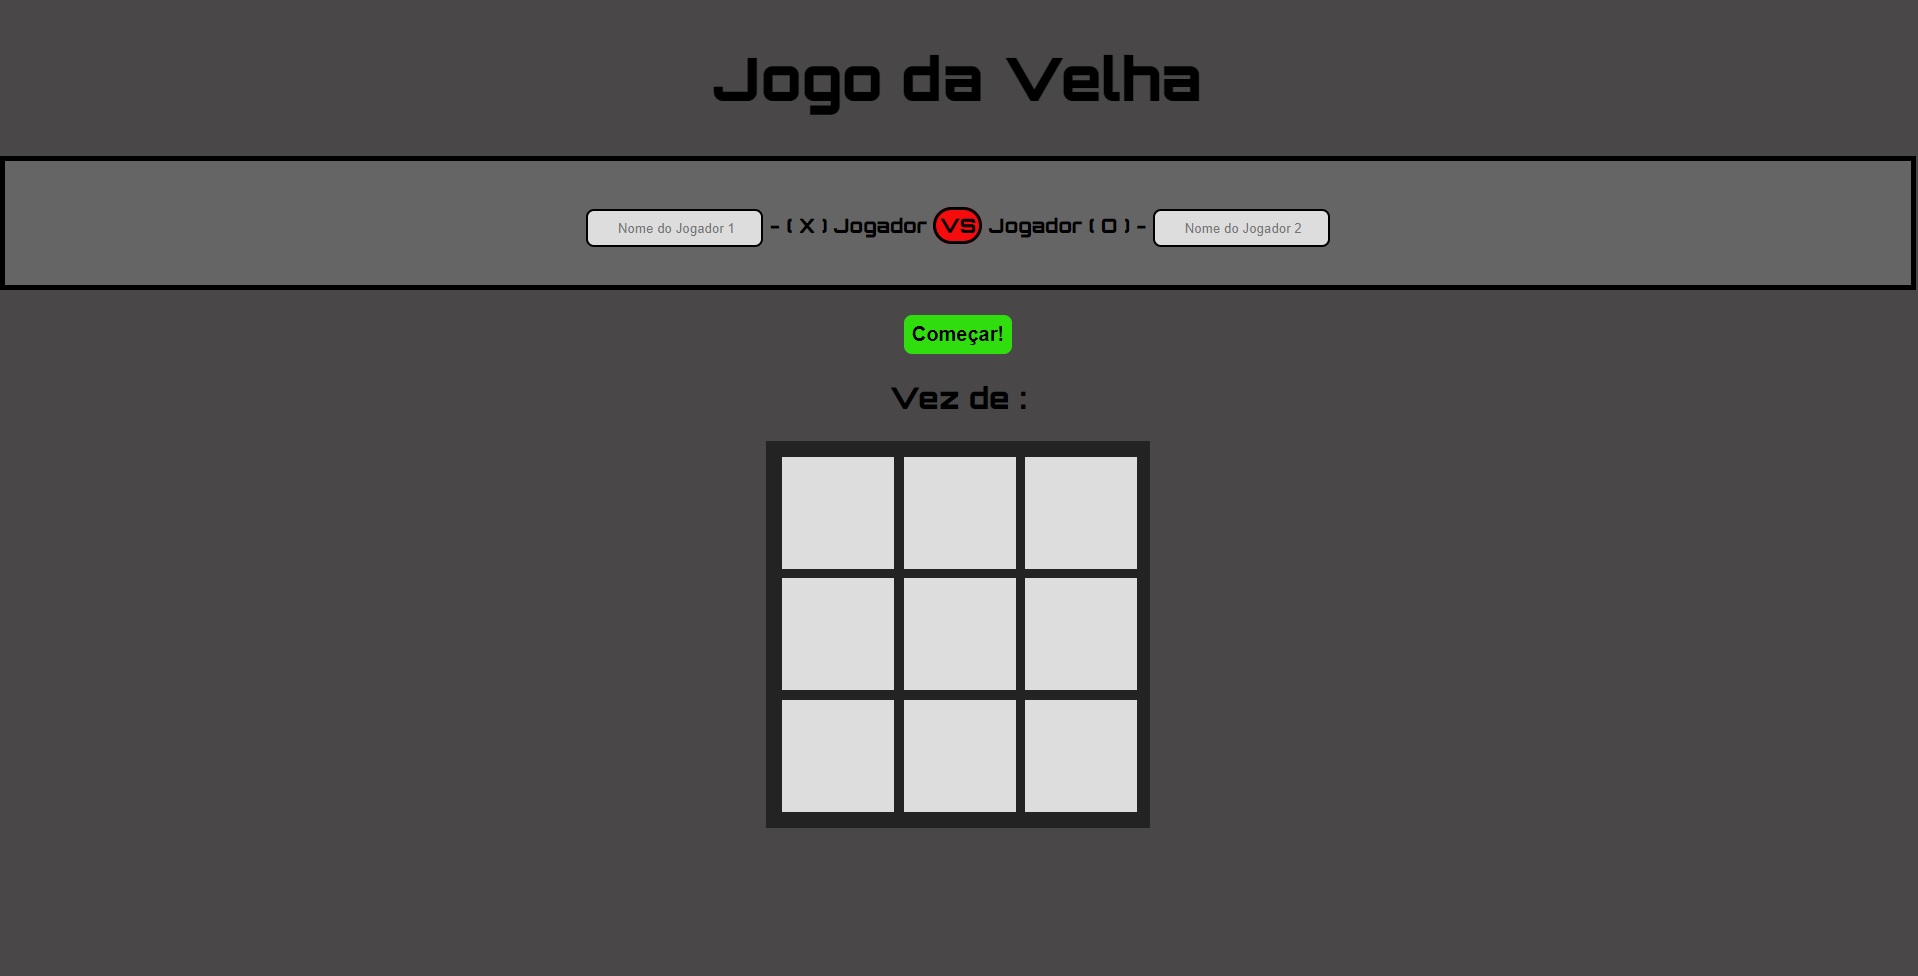 Jogo da Velha
Nome do Jogador 1 - ( X ) Jogador VS Jogador ( O ) - Nome do Jogador 2
Começar!
Vez de :